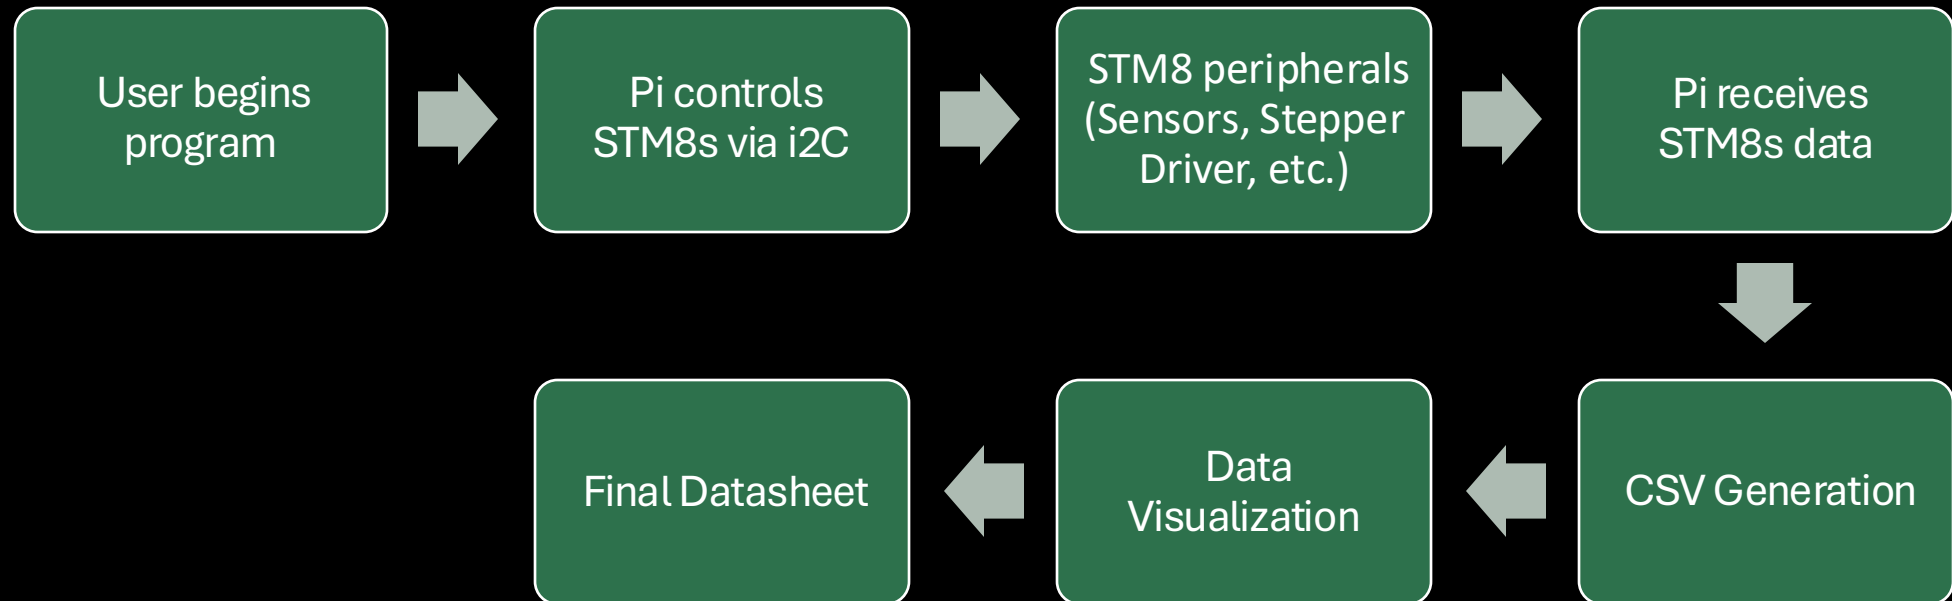 User begins
program
Pi controls
STM8s via i2C
STM8 peripherals
(Sensors, Stepper
Driver, etc.)
Pi receives
STM8s data
CSV Generation
Data
Visualization
Final Datasheet